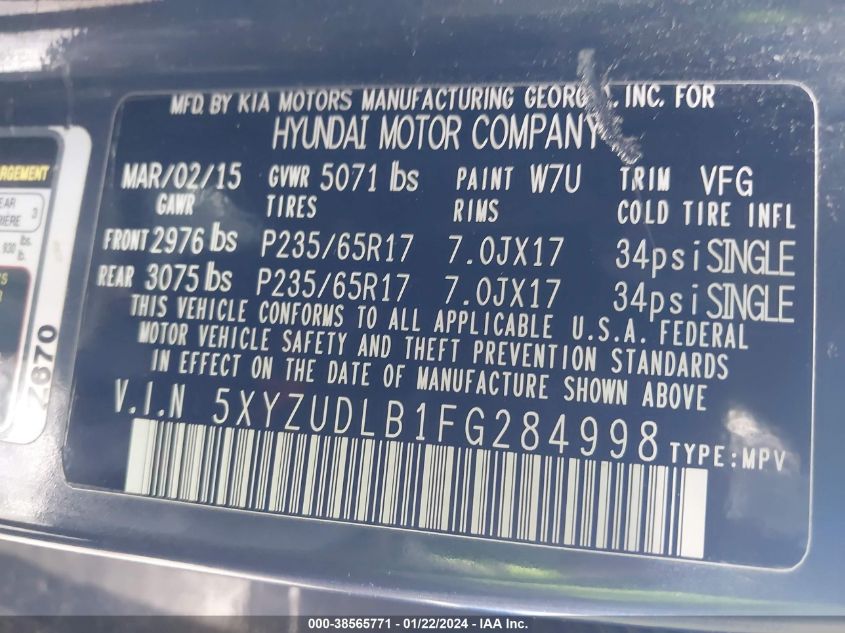 MFD. BY KIA MOTORS MANUFACTURING GEORGIA, INC. FOR
HYUNDAI MOTOR COMPANY
MAR/02/15 GVWR 5071 lbs PAINT W7U TRIM VFG
GAWR TIRES RIMS COLD TIRE INFL
FRONT 2976 lbs P235/65R17 7.0JX17 34psi SINGLE
REAR 3075 lbs P235/65R17 7.0JX17 34psi SINGLE
THIS VEHICLE CONFORMS TO ALL APPLICABLE U.S.A. FEDERAL
MOTOR VEHICLE SAFETY AND THEFT PREVENTION STANDARDS
IN EFFECT ON THE DATE OF MANUFACTURE SHOWN ABOVE
V.I.N 5XYZUDLB1FG284998 TYPE:MPV
3
930 lbs.
000-38565771 - 01/22/2024 - IAA Inc.